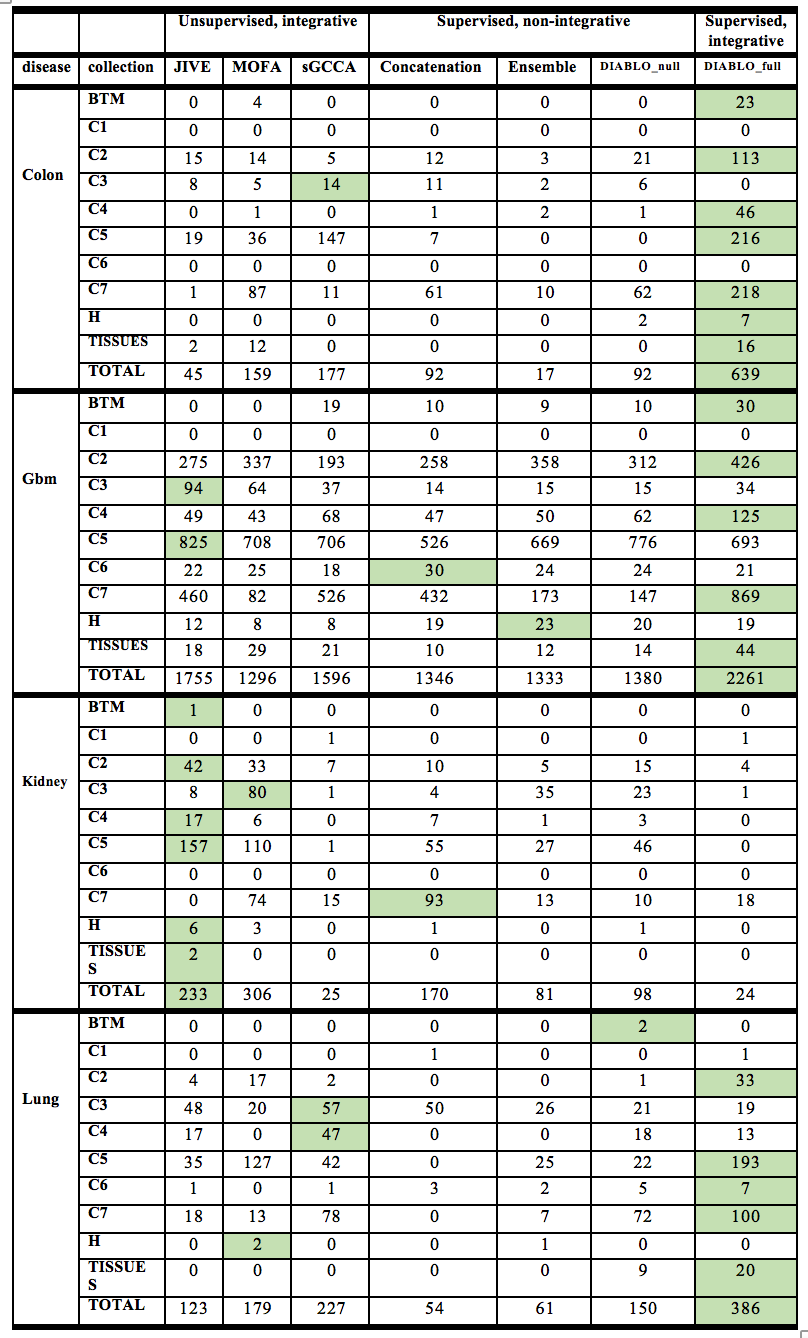 Unsupervised, integrative Supervised, non-integrative Supervised, integrative
disease collection JIVE MOFA sGCCA Concatenation Ensemble DIABLO_null DIABLO_full
Colon
BTM 0 4 0 0 0 0 23
C1 0 0 0 0 0 0 0
C2 15 14 5 12 3 21 113
C3 8 5 14 11 2 6 0
C4 0 1 0 1 2 1 46
C5 19 36 147 7 0 0 216
C6 0 0 0 0 0 0 0
C7 1 87 11 61 10 62 218
H 0 0 0 0 0 2 7
TISSUES 2 12 0 0 0 0 16
TOTAL 45 159 177 92 17 92 639
Gbm
BTM 0 0 19 10 9 10 30
C1 0 0 0 0 0 0 0
C2 275 337 193 258 358 312 426
C3 94 64 37 14 15 15 34
C4 49 43 68 47 50 62 125
C5 825 708 706 526 669 776 693
C6 22 25 18 30 24 24 21
C7 460 82 526 432 173 147 869
H 12 8 8 19 23 20 19
TISSUES 18 29 21 10 12 14 44
TOTAL 1755 1296 1596 1346 1333 1380 2261
Kidney
BTM 1 0 0 0 0 0 0
C1 0 0 1 0 0 0 1
C2 42 33 7 10 5 15 4
C3 8 80 1 4 35 23 1
C4 17 6 0 7 1 3 0
C5 157 110 1 55 27 46 0
C6 0 0 0 0 0 0 0
C7 0 74 15 93 13 10 18
H 6 3 0 1 0 1 0
TISSUE
S 2 0 0 0 0 0 0
TOTAL 233 306 25 170 81 98 24
Lung
BTM 0 0 0 0 0 2 0
C1 0 0 0 1 0 0 1
C2 4 17 2 0 0 1 33
C3 48 20 57 50 26 21 19
C4 17 0 47 0 0 18 13
C5 35 127 42 0 25 22 193
C6 1 0 1 3 2 5 7
C7 18 13 78 0 7 72 100
H 0 2 0 0 1 0 0
TISSUE
S 0 0 0 0 0 9 20
TOTAL 123 179 227 54 61 150 386